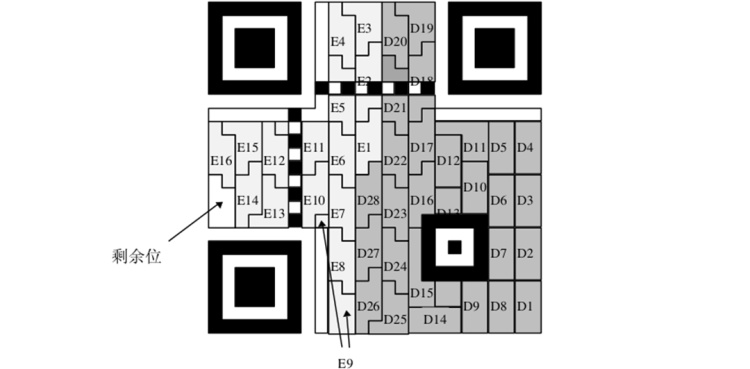 E3 D19
E4 D20
E2 D18
E5 D21
E16 E15 E12 E11 E6 E1 D22 D17 D12 D11 D5 D4
E14 E13 E10 E7 D28 D23 D16 D13 D10 D6 D3
E8 D27 D24 D7 D2
D26 D25 D15 D14 D9 D8 D1
剩余位
E9